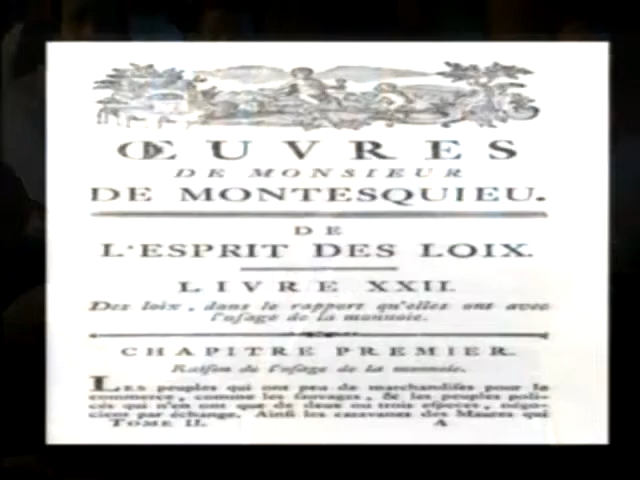 ŒUVRES
DE MONSIEUR
DE MONTESQUIEU.
DE
L'ESPRIT DES LOIX.
LIVRE XXII.
Des loix, dans le rapport qu'elles ont avec
l'usage de la monnoie.
CHAPITRE PREMIER.
Raison de l'usage de la monnoie.
LES peuples qui ont peu de marchandises pour le
commerce, comme les sauvages, & les peuples poli-
cés qui n'en ont que de deux ou trois especes, négo-
cient par échange. Ainsi les caravanes des Maures qui
TOME II. A